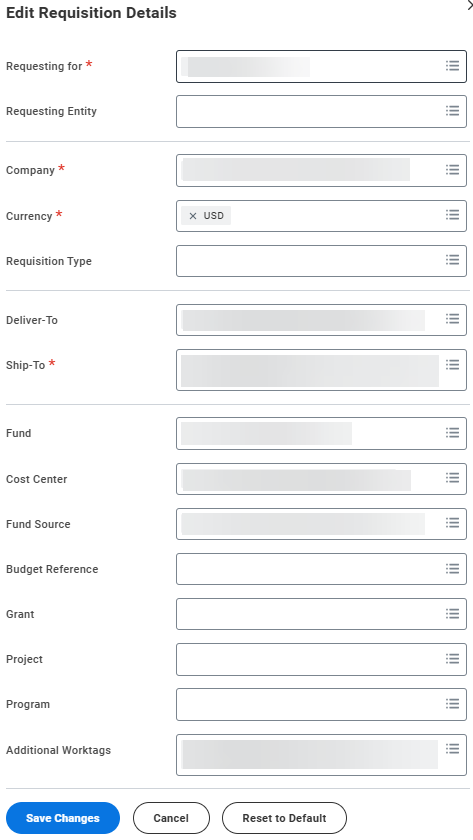 Edit Requisition Details
Requesting for *
Requesting Entity
Company *
Currency * × USD
Requisition Type
Deliver-To
Ship-To *
Fund
Cost Center
Fund Source
Budget Reference
Grant
Project
Program
Additional Worktags
Save Changes Cancel Reset to Default